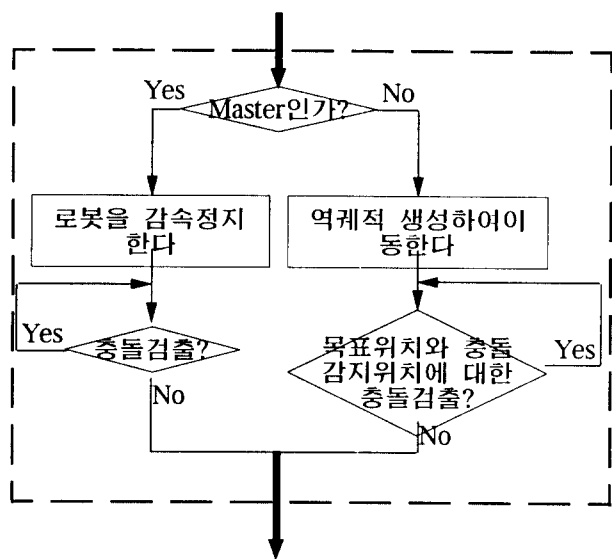 Master인가?
Yes
No
로봇을 감속정지
한다
역궤적 생성하여이
동한다
Yes
충돌검출?
No
목표위치와 충돌
감지위치에 대한
충돌검출?
Yes
No